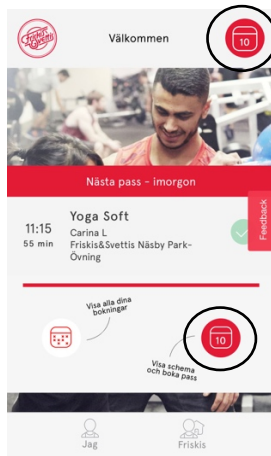 Friskis
Svettis
Välkommen
10
Nästa pass - imorgon
Feedback
11:15
55 min
Yoga Soft
Carina L
Friskis&Svettis Näsby Park-
Övning
Visa alla dina
bokningar
10
Visa schema
och boka pass
Jag
Friskis